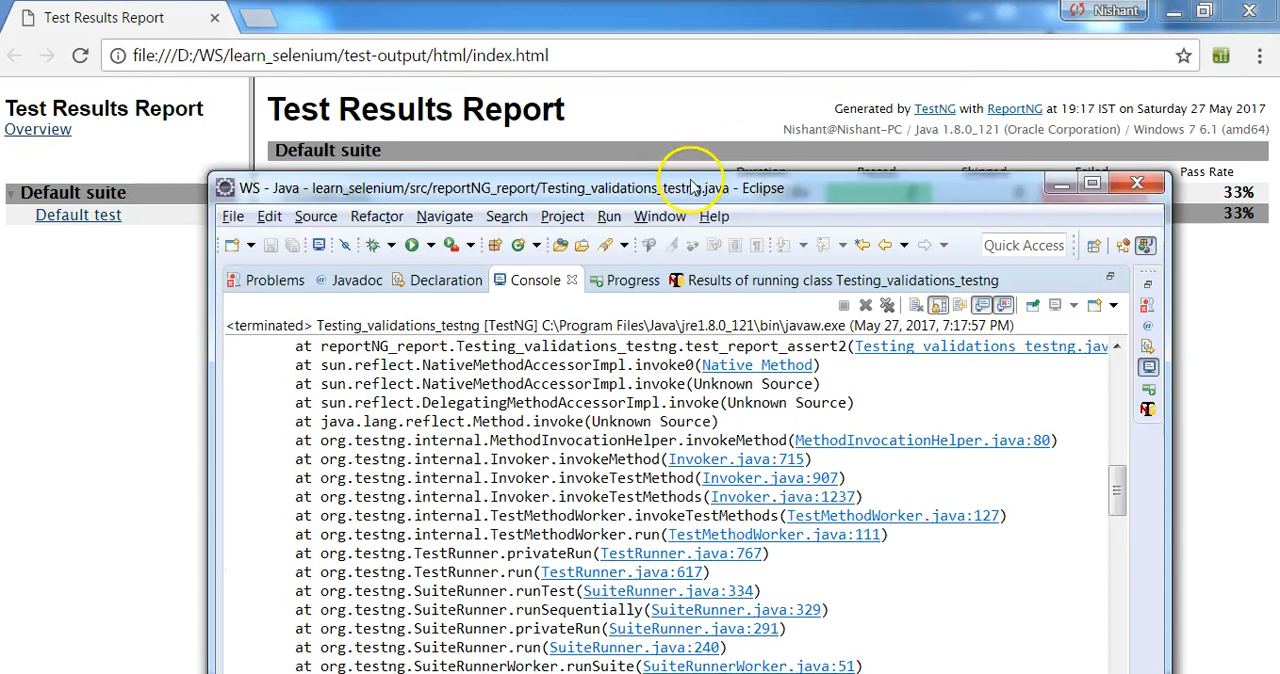 Test Results Report
Nishant
file:///D:/WS/learn_selenium/test-output/html/index.html
Test Results Report
Overview
Default suite
Default test
Test Results Report
Generated by TestNG with ReportNG at 19:17 IST on Saturday 27 May 2017
Nishant@Nishant-PC / Java 1.8.0_121 (Oracle Corporation) / Windows 7 6.1 (amd64)
Default suite
Duration Passed Skipped Failed Pass Rate
33%
33%
WS - Java - learn_selenium/src/reportNG_report/Testing_validations_testng.java - Eclipse
File Edit Source Refactor Navigate Search Project Run Window Help
Quick Access
Problems Javadoc Declaration Console Progress Results of running class Testing_validations_testng
<terminated> Testing_validations_testng [TestNG] C:\Program Files\Java\jre1.8.0_121\bin\javaw.exe (May 27, 2017, 7:17:57 PM)
at reportNG_report.Testing_validations_testng.test_report_assert2(Testing_validations_testng.jav
at sun.reflect.NativeMethodAccessorImpl.invoke0(Native Method)
at sun.reflect.NativeMethodAccessorImpl.invoke(Unknown Source)
at sun.reflect.DelegatingMethodAccessorImpl.invoke(Unknown Source)
at java.lang.reflect.Method.invoke(Unknown Source)
at org.testng.internal.MethodInvocationHelper.invokeMethod(MethodInvocationHelper.java:80)
at org.testng.internal.Invoker.invokeMethod(Invoker.java:715)
at org.testng.internal.Invoker.invokeTestMethod(Invoker.java:907)
at org.testng.internal.Invoker.invokeTestMethods(Invoker.java:1237)
at org.testng.internal.TestMethodWorker.invokeTestMethods(TestMethodWorker.java:127)
at org.testng.internal.TestMethodWorker.run(TestMethodWorker.java:111)
at org.testng.TestRunner.privateRun(TestRunner.java:767)
at org.testng.TestRunner.run(TestRunner.java:617)
at org.testng.SuiteRunner.runTest(SuiteRunner.java:334)
at org.testng.SuiteRunner.runSequentially(SuiteRunner.java:329)
at org.testng.SuiteRunner.privateRun(SuiteRunner.java:291)
at org.testng.SuiteRunner.run(SuiteRunner.java:240)
at org.testng.SuiteRunnerWorker.runSuite(SuiteRunnerWorker.java:51)